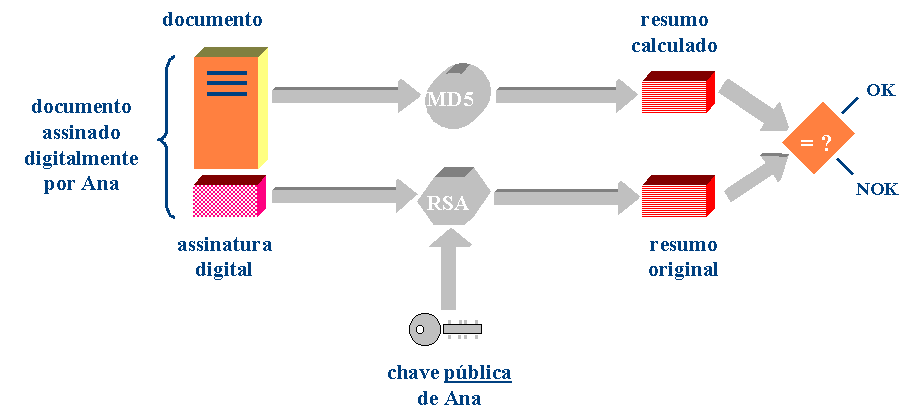 documento
resumo
calculado
documento
assinado
digitalmente
por Ana
MD5
OK
= ?
RSA
NOK
assinatura
digital
resumo
original
chave pública
de Ana